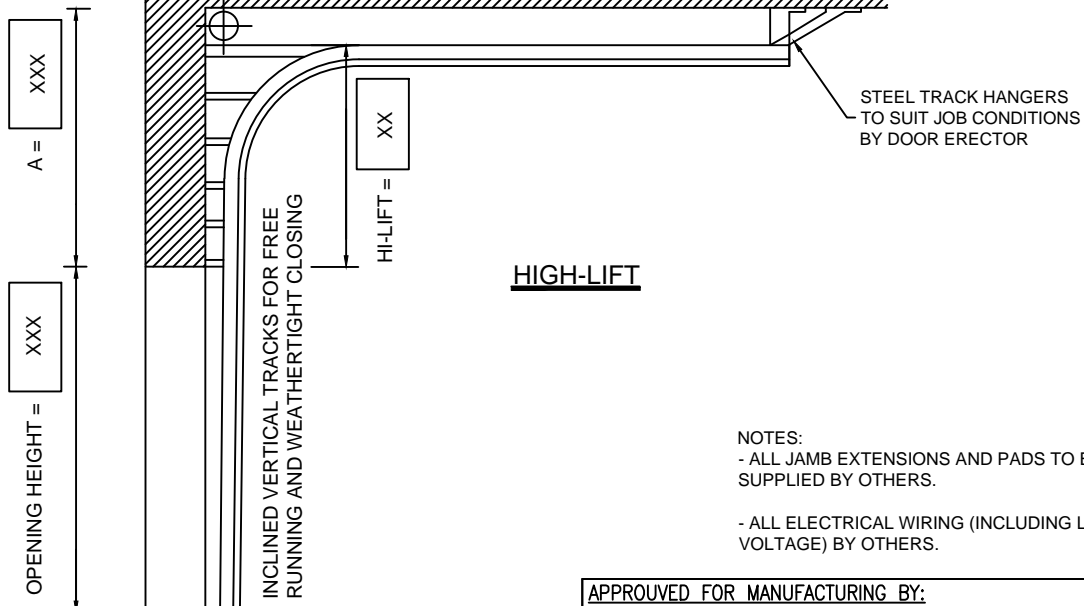 XXX
A =
XXX
OPENING HEIGHT =
INCLINED VERTICAL TRACKS FOR FREE
RUNNING AND WEATHERTIGHT CLOSING
XX
HI-LIFT =
STEEL TRACK HANGERS
TO SUIT JOB CONDITIONS
BY DOOR ERECTOR
HIGH-LIFT
NOTES:
- ALL JAMB EXTENSIONS AND PADS TO
SUPPLIED BY OTHERS.
- ALL ELECTRICAL WIRING (INCLUDING
VOLTAGE) BY OTHERS.
APPROUVED FOR MANUFACTURING BY: